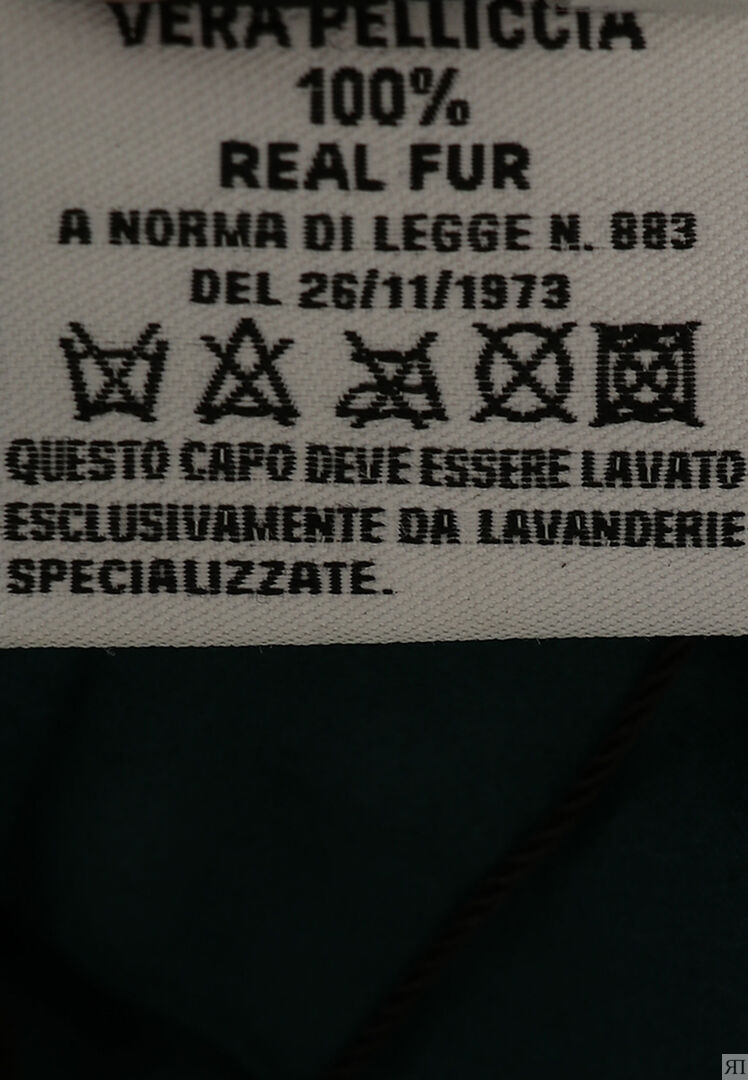 VERA PELLICCIA
100%
REAL FUR
A NORMA DI LEGGE N. 883
DEL 26/11/1973
QUESTO CAPO DEVE ESSERE LAVATO
ESCLUSIVAMENTE DA LAVANDERIE
SPECIALIZZATE.
ЯП